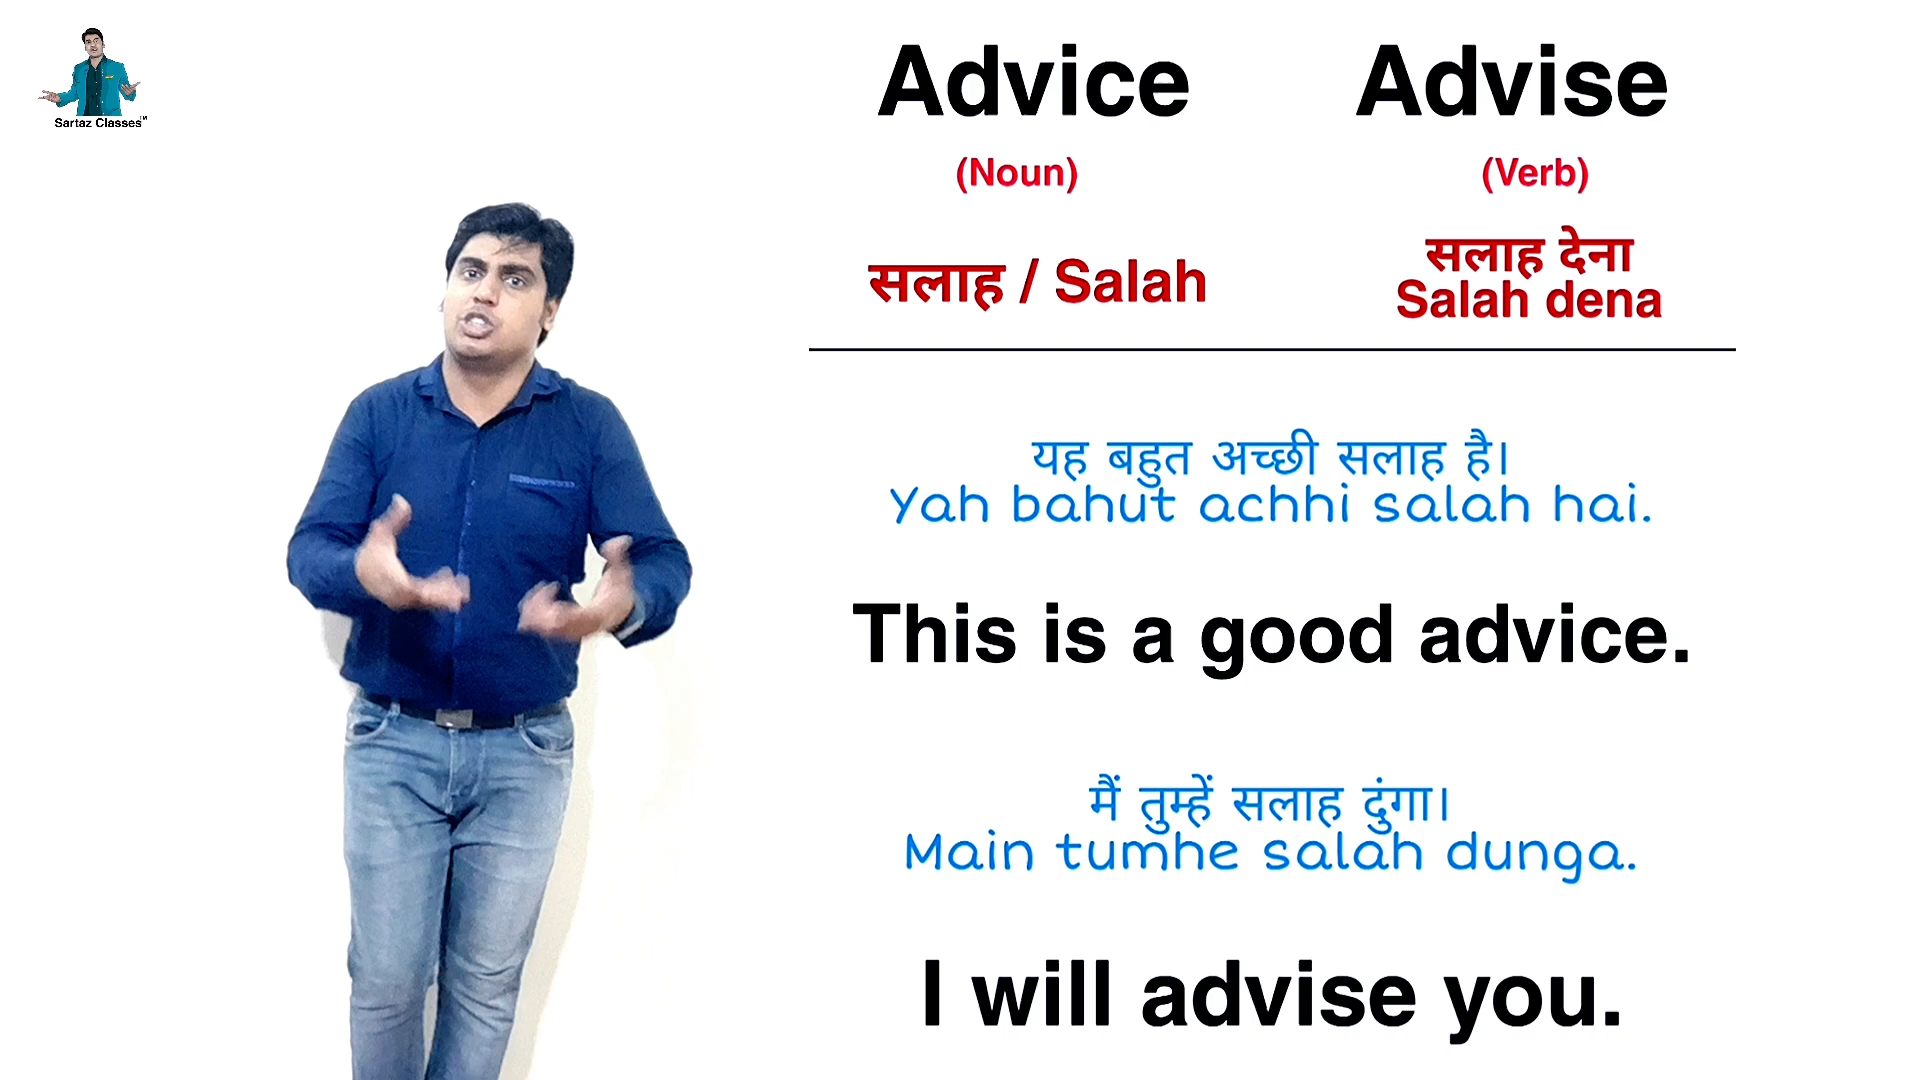 Sartaz Classes™
Advice Advise
(Noun) (Verb)
सलाह / Salah
सलाह देना
Salah dena
यह बहुत अच्छी सलाह है।
Yah bahut achhi salah hai.
This is a good advice.
मैं तुम्हें सलाह दुंगा।
Main tumhe salah dunga.
I will advise you.